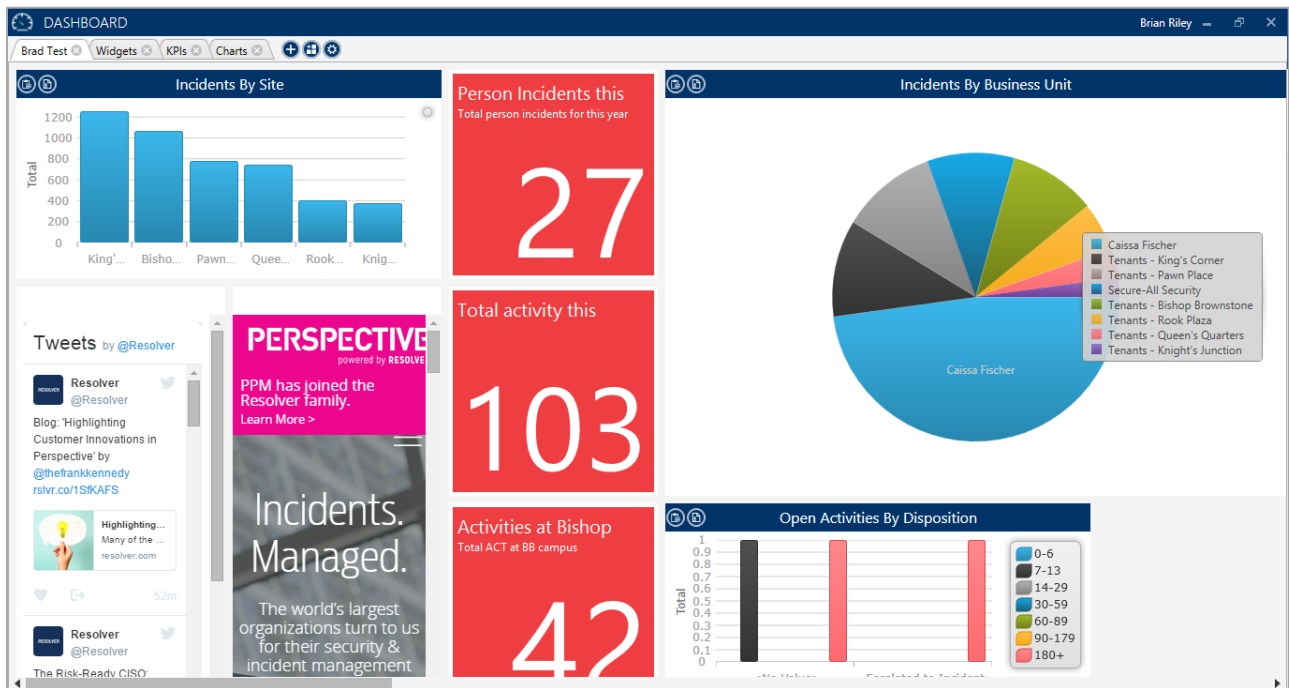 DASHBOARD
Brian Riley
Brad Test
Widgets
KPIs
Charts
Incidents By Site
1200
1000
800
600
400
200
0
Total
King'...
Bisho...
Pawn...
Quee...
Rook...
Knig...
Tweets by @Resolver
RESOLVER
Resolver
@Resolver
Blog: 'Highlighting
Customer Innovations in
Perspective' by
@thefrankkennedy
rslvr.co/1SfKAFS
Highlighting...
Many of the ...
resolver.com
52m
RESOLVER
Resolver
@Resolver
The Risk-Ready CISO:
PERSPECTIVE
powered by RESOLVE
PPM has joined the
Resolver family.
Learn More >
Incidents.
Managed.
The world's largest
organizations turn to us
for their security &
incident management
Person Incidents this
Total person incidents for this year
27
Total activity this
103
Activities at Bishop
Total ACT at BB campus
42
Incidents By Business Unit
Caissa Fischer
Caissa Fischer
Tenants - King's Corner
Tenants - Pawn Place
Secure-All Security
Tenants - Bishop Brownstone
Tenants - Rook Plaza
Tenants - Queen's Quarters
Tenants - Knight's Junction
Open Activities By Disposition
1
0.9
0.8
0.7
0.6
0.5
0.4
0.3
0.2
0.1
0
Total
<No Value>
Escalated to Incident
0-6
7-13
14-29
30-59
60-89
90-179
180+